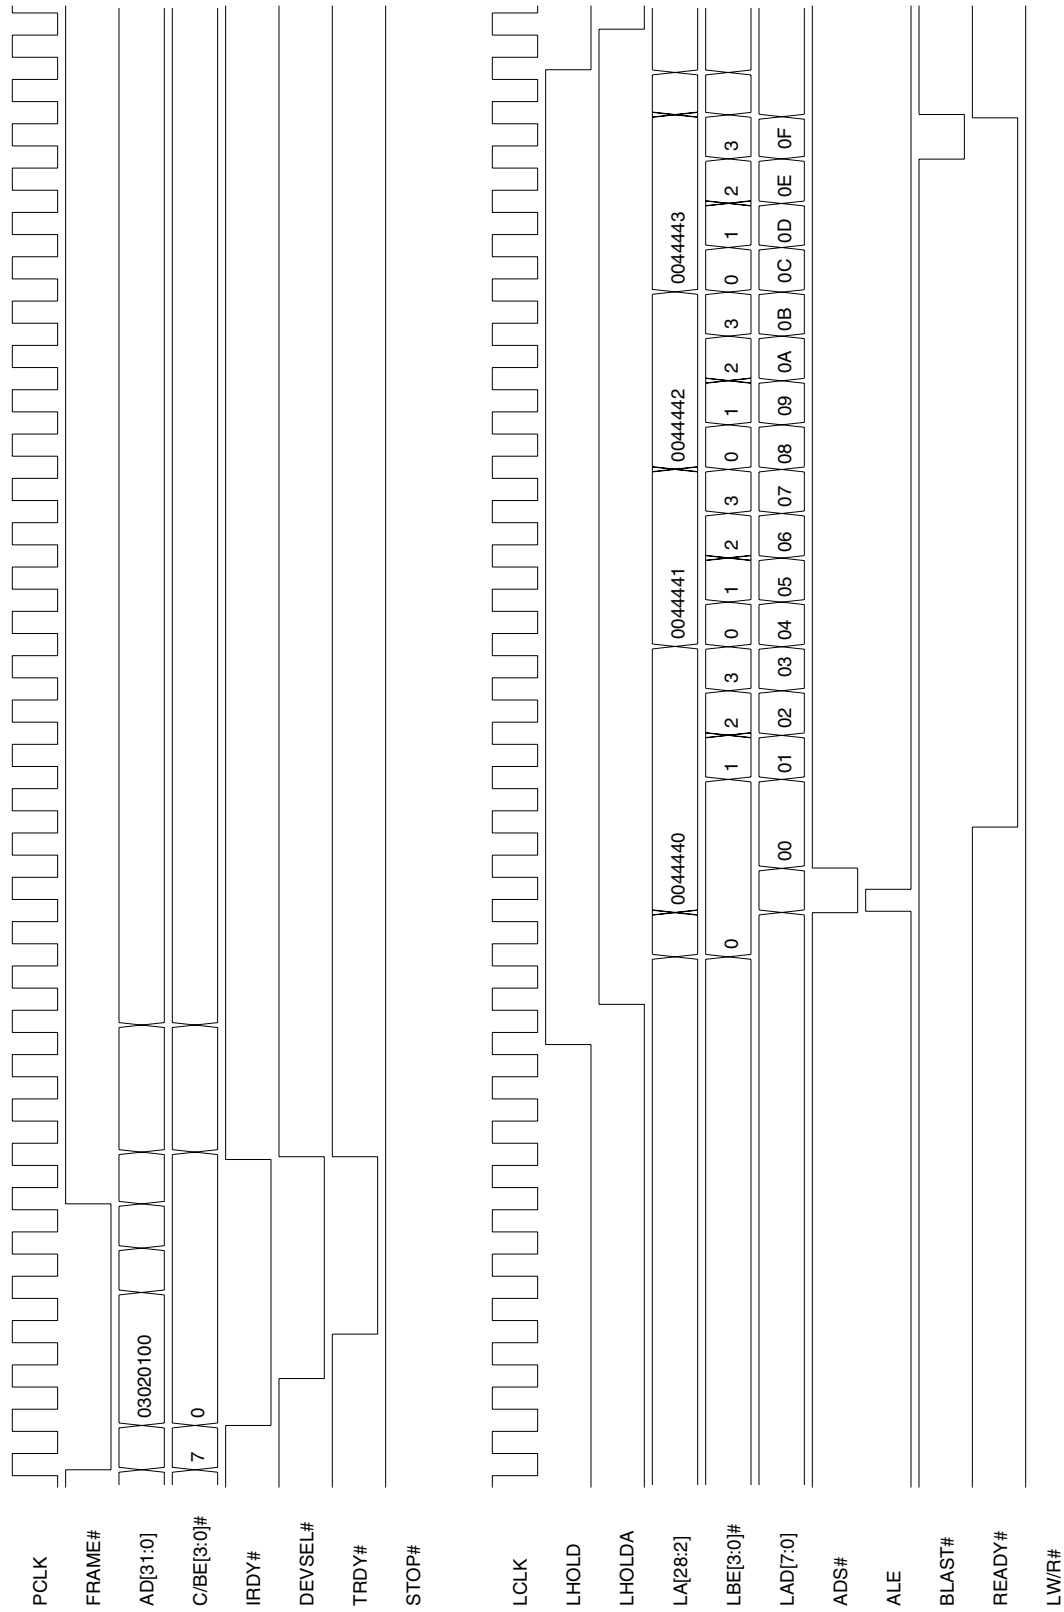 PCLK
FRAME#
AD[31:0]
03020100
C/BE[3:0]#
7
0
IRDY#
DEVSEL#
TRDY#
STOP#
LCLK
LHOLD
LHOLDA
LA[28:2]
0044440
0044441
0044442
0044443
LBE[3:0]#
0
1
2
3
0
1
2
3
0
1
2
3
0
1
2
3
LAD[7:0]
00
01
02
03
04
05
06
07
08
09
0A
0B
0C
0D
0E
0F
ADS#
ALE
BLAST#
READY#
LW/R#